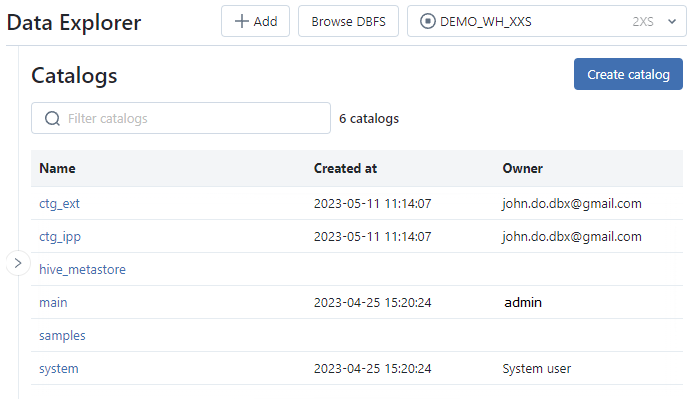 Data Explorer + Add Browse DBFS DEMO_WH_XXS 2XS
Catalogs Create catalog
Filter catalogs 6 catalogs
Name Created at Owner
ctg_ext 2023-05-11 11:14:07 john.do.dbx@gmail.com
ctg_ipp 2023-05-11 11:14:07 john.do.dbx@gmail.com
hive_metastore
main 2023-04-25 15:20:24 admin
samples
system 2023-04-25 15:20:24 System user